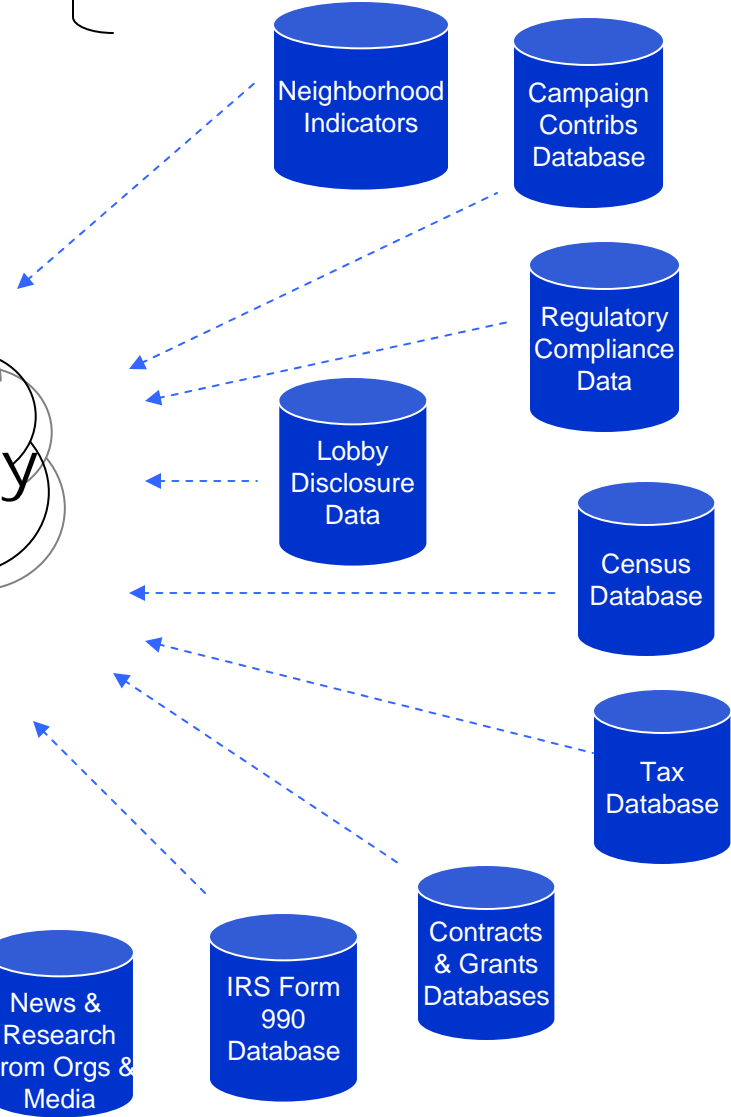 Neighborhood
Indicators
Campaign
Contribs
Database
Regulatory
Compliance
Data
Lobby
Disclosure
Data
y
Census
Database
Tax
Database
Contracts
& Grants
Databases
IRS Form
990
Database
News &
Research
rom Orgs &
Media